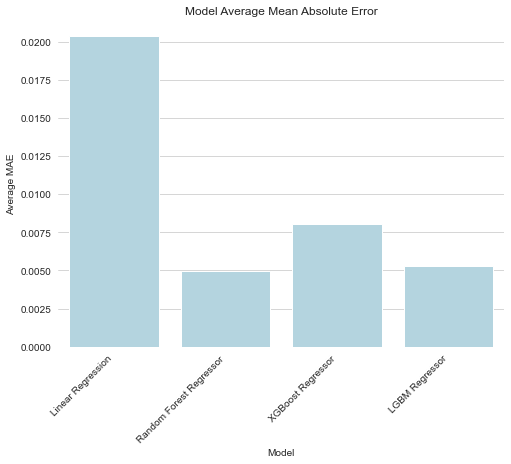 Model Average Mean Absolute Error
0.0200
0.0175
0.0150
0.0125
0.0100
0.0075
0.0050
0.0025
0.0000
Average MAE
Linear Regression
Random Forest Regressor
XGBoost Regressor
LGBM Regressor
Model